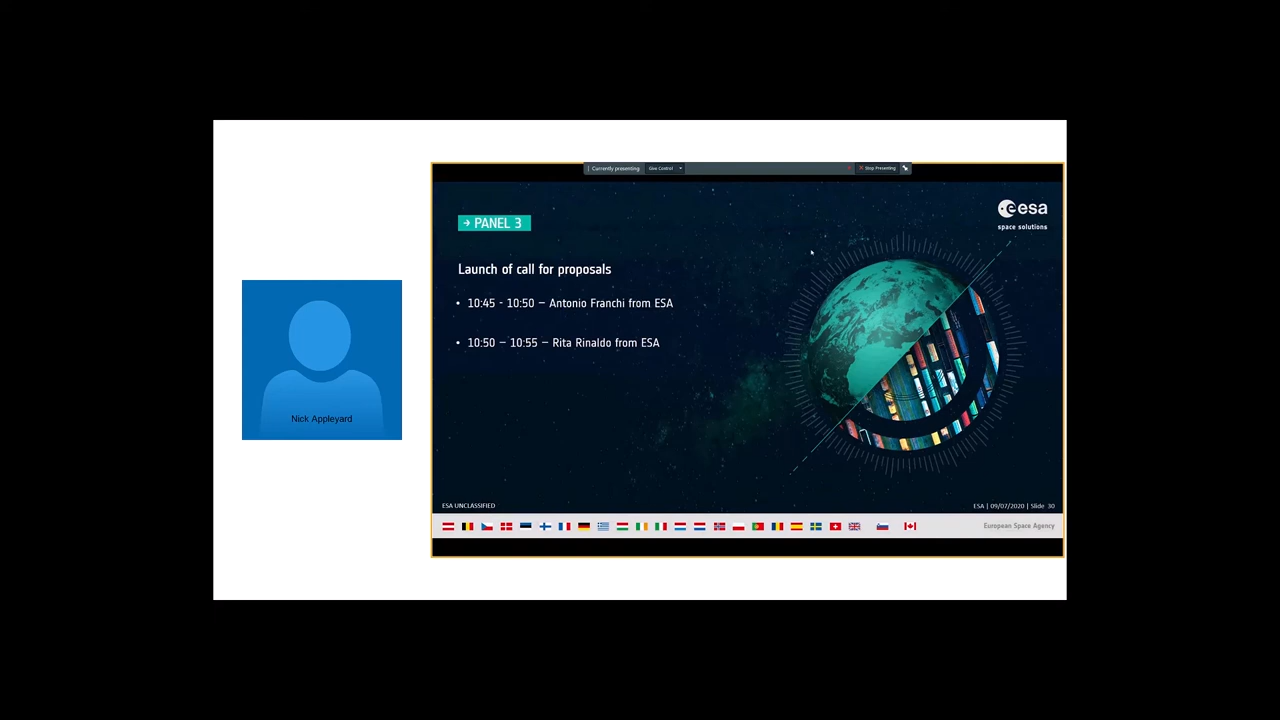 Currently presenting Give Control Stop Presenting
→ PANEL 3
esa
space solutions
Launch of call for proposals
• 10:45 - 10:50 – Antonio Franchi from ESA
• 10:50 – 10:55 – Rita Rinaldo from ESA
Nick Appleyard
ESA UNCLASSIFIED
ESA | 09/07/2020 | Slide 30
European Space Agency